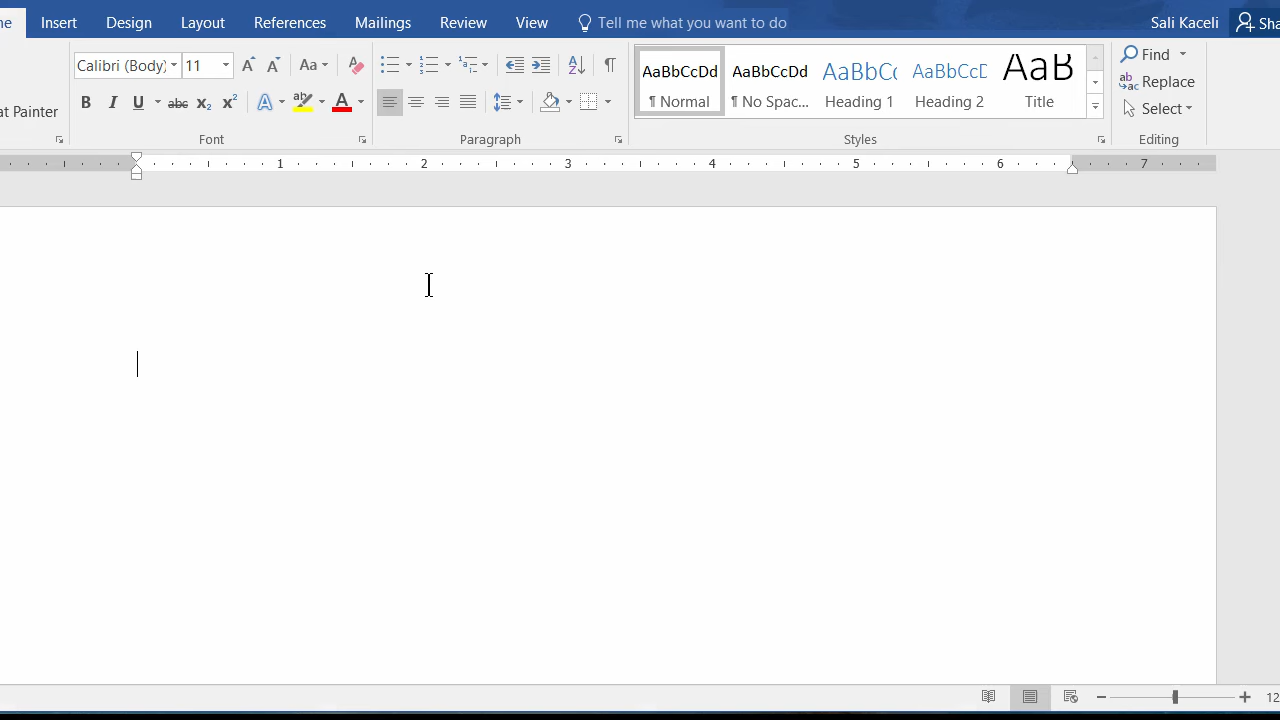 ne Insert Design Layout References Mailings Review View Tell me what you want to do Sali Kaceli Sha
Calibri (Body) 11 Aa
AaBbCcDd AaBbCcDd AaBbCc AaBbCcD AaB Find
¶ Normal ¶ No Spac... Heading 1 Heading 2 Title Replace
at Painter B I U abc X₂ X² A ab A Select
Font Paragraph Styles Editing
1 2 3 4 5 6 7
12